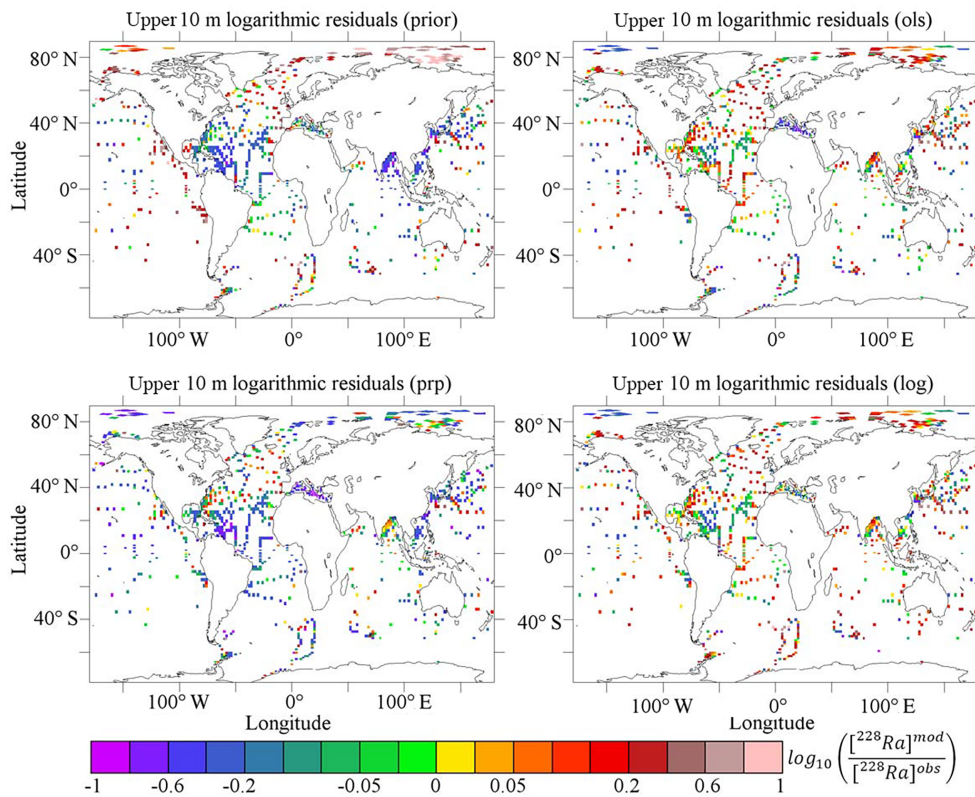 Upper 10 m logarithmic residuals (prior)
Upper 10 m logarithmic residuals (ols)
80° N
80° N
40° N
40° N
Latitude
0°
0°
40° S
40° S
100° W
0°
100° E
100° W
0°
100° E
Upper 10 m logarithmic residuals (prp)
Upper 10 m logarithmic residuals (log)
80° N
80° N
40° N
40° N
Latitude
0°
0°
40° S
40° S
100° W
0°
100° E
100° W
0°
100° E
Longitude
Longitude
-1 -0.6 -0.2 -0.05 0 0.05 0.2 0.6 1
log₁₀([²²⁸Ra]ᵐᵒᵈ/[²²⁸Ra]ᵒᵇˢ)